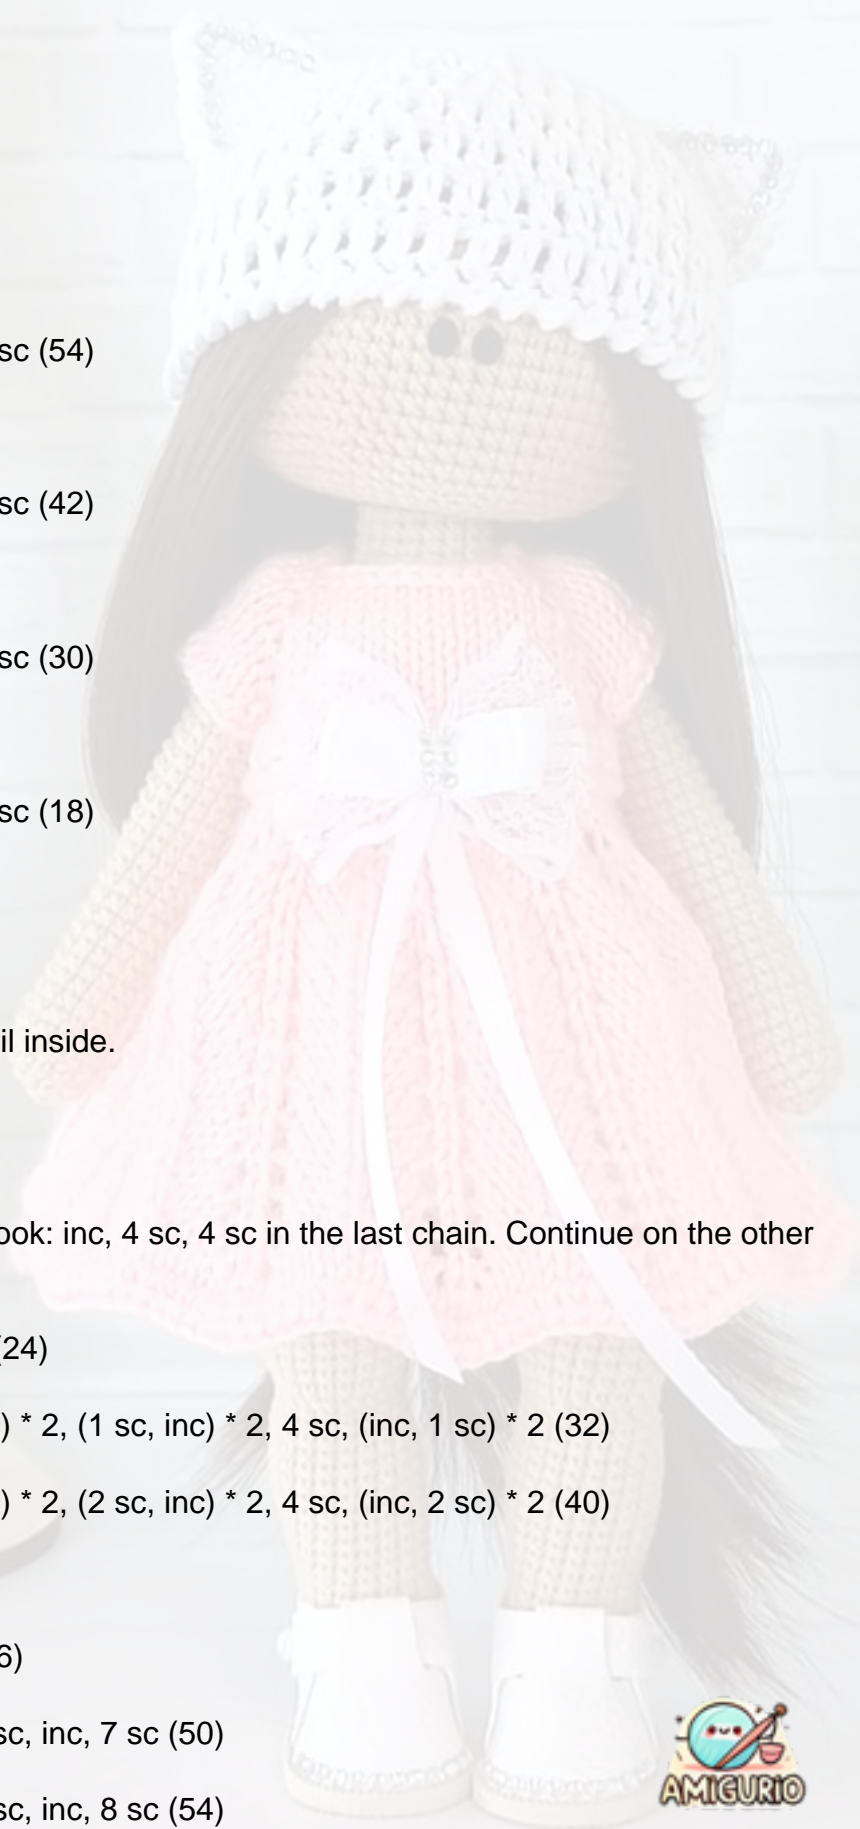 sc (54)
sc (42)
sc (30)
sc (18)
il inside.
ook: inc, 4 sc, 4 sc in the last chain. Continue on the other
(24)
) * 2, (1 sc, inc) * 2, 4 sc, (inc, 1 sc) * 2 (32)
) * 2, (2 sc, inc) * 2, 4 sc, (inc, 2 sc) * 2 (40)
6)
sc, inc, 7 sc (50)
sc, inc, 8 sc (54)
AMIGURIO